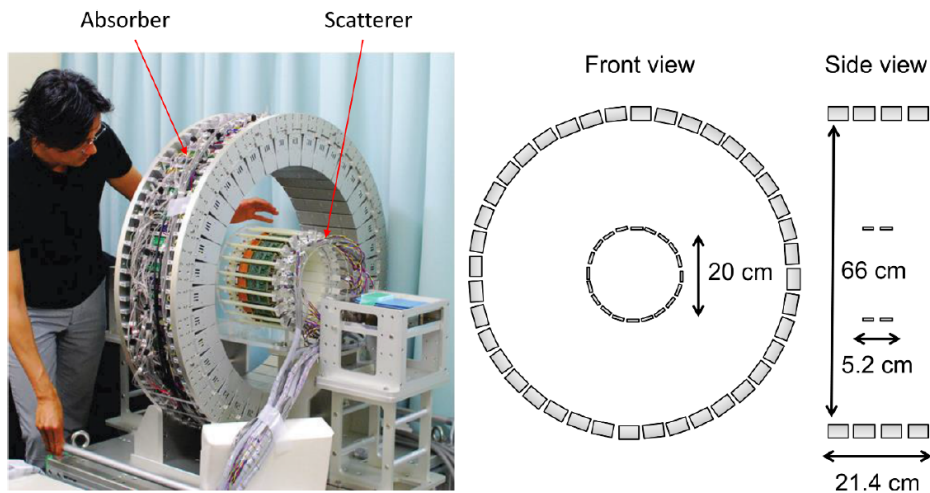 Absorber
Scatterer
Front view
Side view
20 cm
66 cm
5.2 cm
21.4 cm